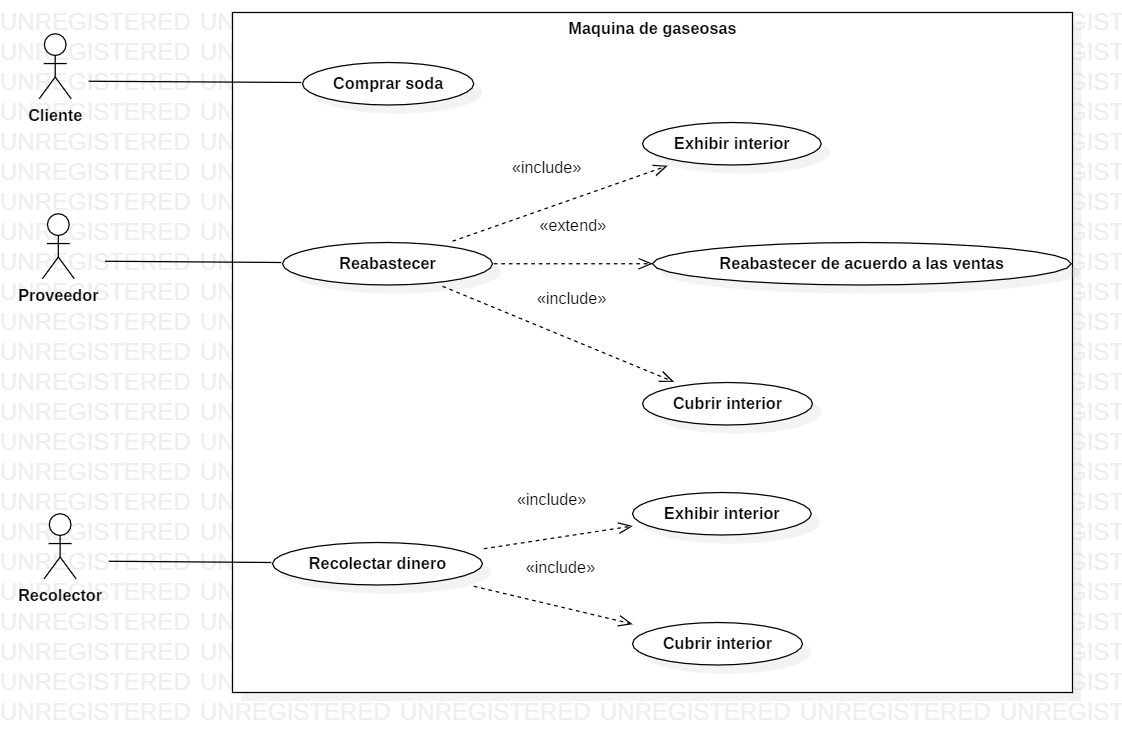 Maquina de gaseosas
Comprar soda
Cliente
Exhibir interior
«include»
«extend»
Reabastecer
Reabastecer de acuerdo a las ventas
Proveedor
«include»
Cubrir interior
«include»
Exhibir interior
Recolectar dinero
«include»
Recolector
Cubrir interior
UNREGISTERED UNREGISTERED UNREGISTERED UNREGISTERED UNREGISTERED UNREGIST